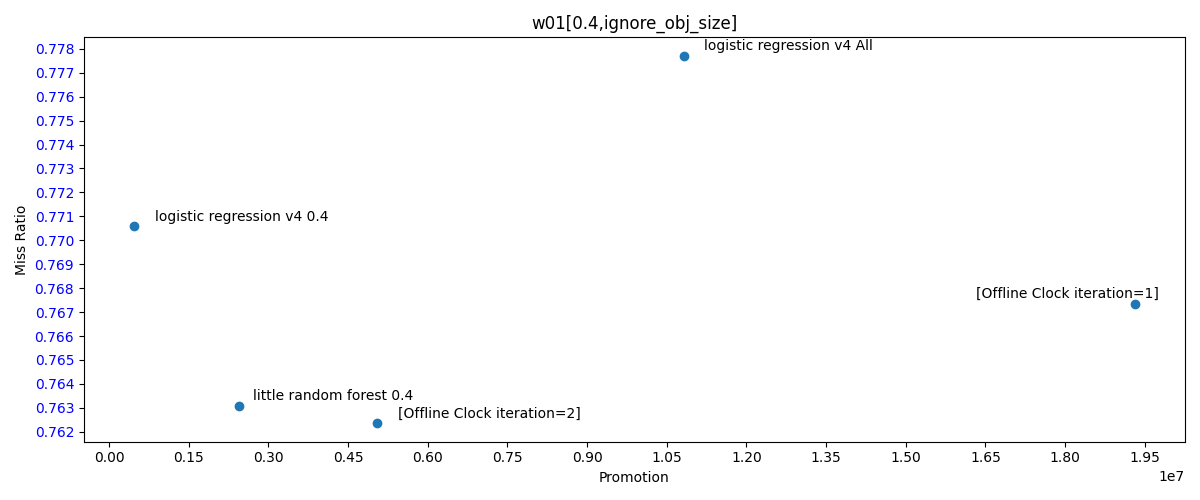 w01[0.4,ignore_obj_size]
0.778
0.777
0.776
0.775
0.774
0.773
0.772
0.771
0.770
0.769
0.768
0.767
0.766
0.765
0.764
0.763
0.762
Miss Ratio
logistic regression v4 All
logistic regression v4 0.4
[Offline Clock iteration=1]
little random forest 0.4
[Offline Clock iteration=2]
0.00 0.15 0.30 0.45 0.60 0.75 0.90 1.05 1.20 1.35 1.50 1.65 1.80 1.95
1e7
Promotion